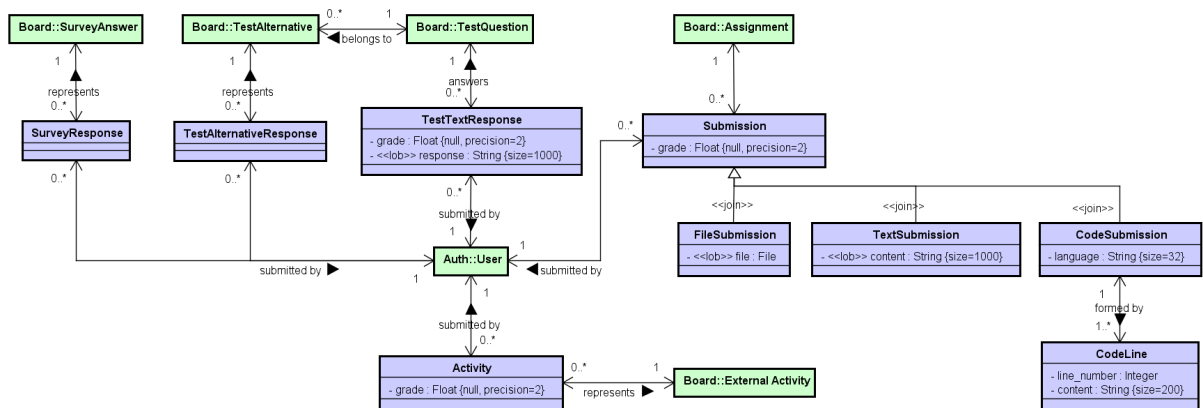 Board::SurveyAnswer
Board::TestAlternative
0..*
1
belongs to
Board::TestQuestion
Board::Assignment
1
represents
0..*
1
represents
0..*
1
answers
0..*
1
0..*
SurveyResponse
TestAlternativeResponse
TestTextResponse
- grade : Float {null, precision=2}
- <<lob>> response : String {size=1000}
0..*
Submission
- grade : Float {null, precision=2}
0..*
0..*
0..*
submitted by
1
<<join>>
<<join>>
<<join>>
FileSubmission
- <<lob>> file : File
TextSubmission
- <<lob>> content : String {size=1000}
CodeSubmission
- language : String {size=32}
submitted by
1
Auth::User
1
submitted by
1
submitted by
0..*
1
formed by
1..*
Activity
- grade : Float {null, precision=2}
0..*
1
represents
Board::External Activity
CodeLine
- line_number : Integer
- content : String {size=200}